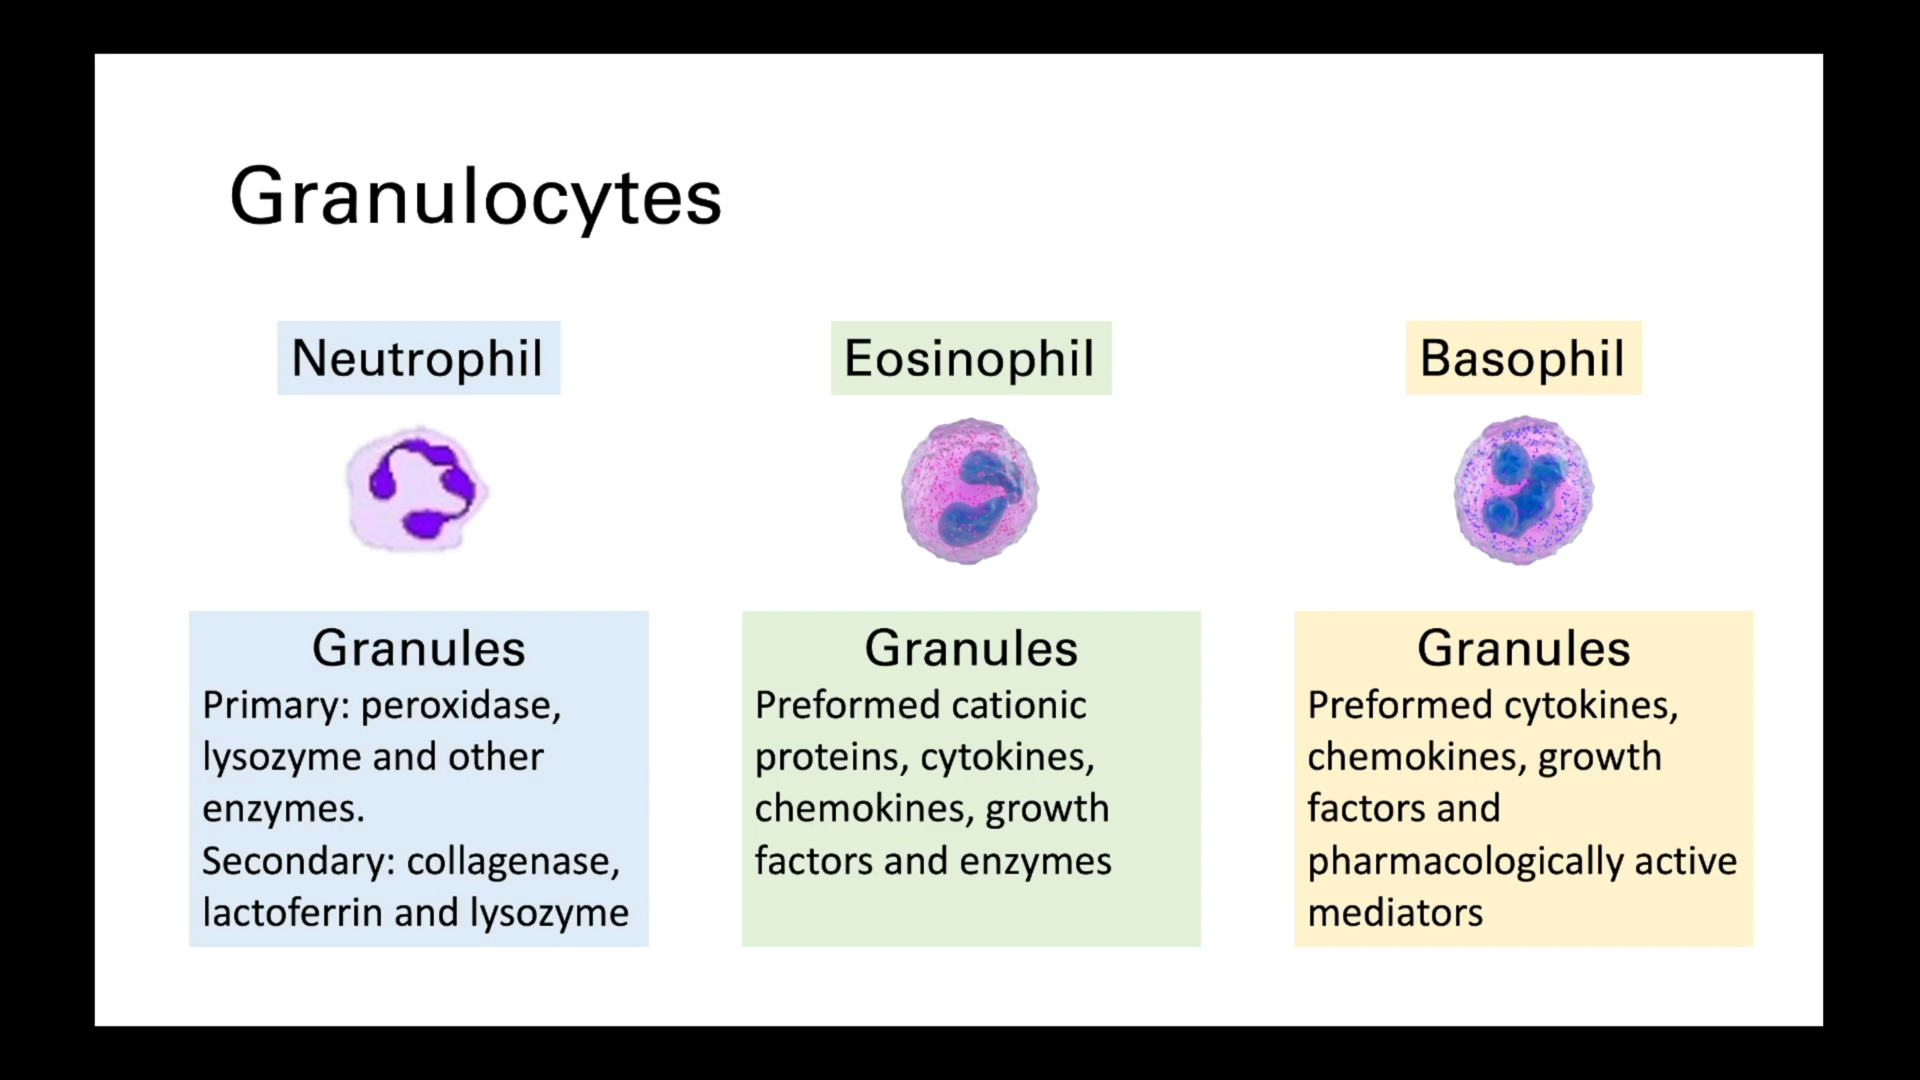 Granulocytes
Neutrophil
Eosinophil
Basophil
Granules
Primary: peroxidase,
lysozyme and other
enzymes.
Secondary: collagenase,
lactoferrin and lysozyme
Granules
Preformed cationic
proteins, cytokines,
chemokines, growth
factors and enzymes
Granules
Preformed cytokines,
chemokines, growth
factors and
pharmacologically active
mediators